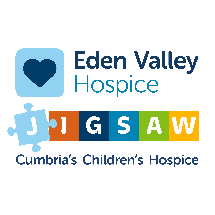 Eden Valley
Hospice
JIGSAW
Cumbria's Children's Hospice